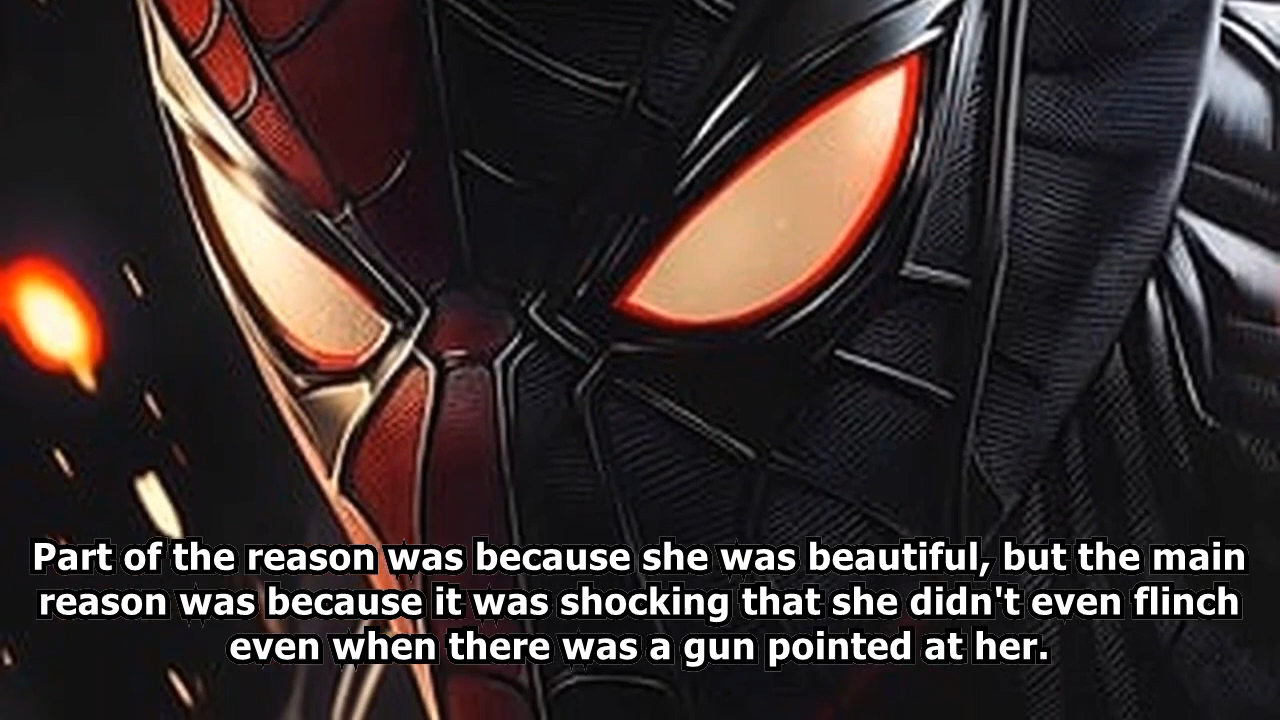 Part of the reason was because she was beautiful, but the main
reason was because it was shocking that she didn't even flinch
even when there was a gun pointed at her.